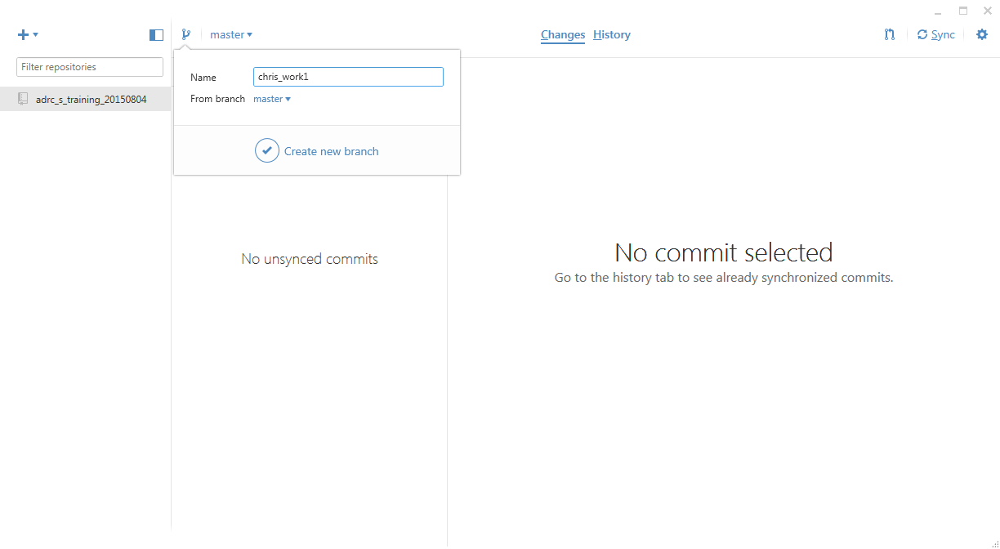 master
Changes History
Sync
Filter repositories
adrc_s_training_20150804
Name chris_work1
From branch master
Create new branch
No unsynced commits
No commit selected
Go to the history tab to see already synchronized commits.